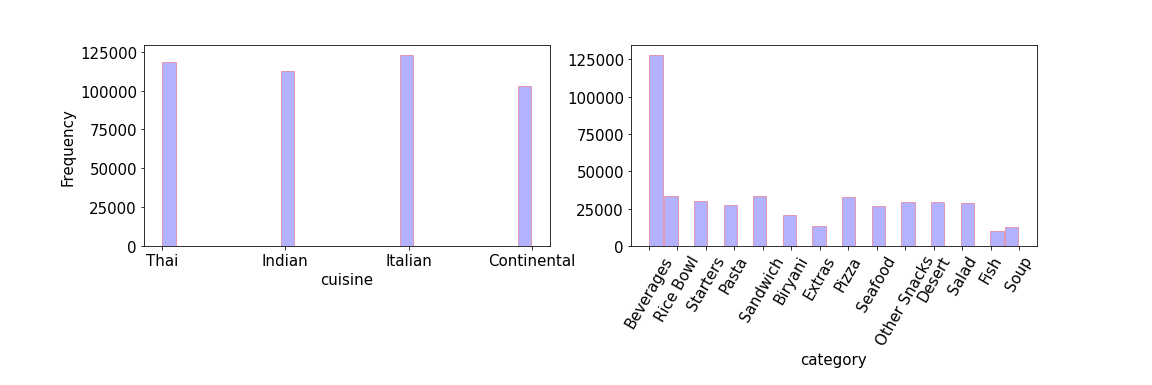 125000
100000
75000
50000
25000
0
Frequency
Thai
Indian
Italian
Continental
cuisine
125000
100000
75000
50000
25000
0
Beverages
Rice Bowl
Starters
Pasta
Sandwich
Biryani
Extras
Pizza
Seafood
Other Snacks
Desert
Salad
Fish
Soup
category